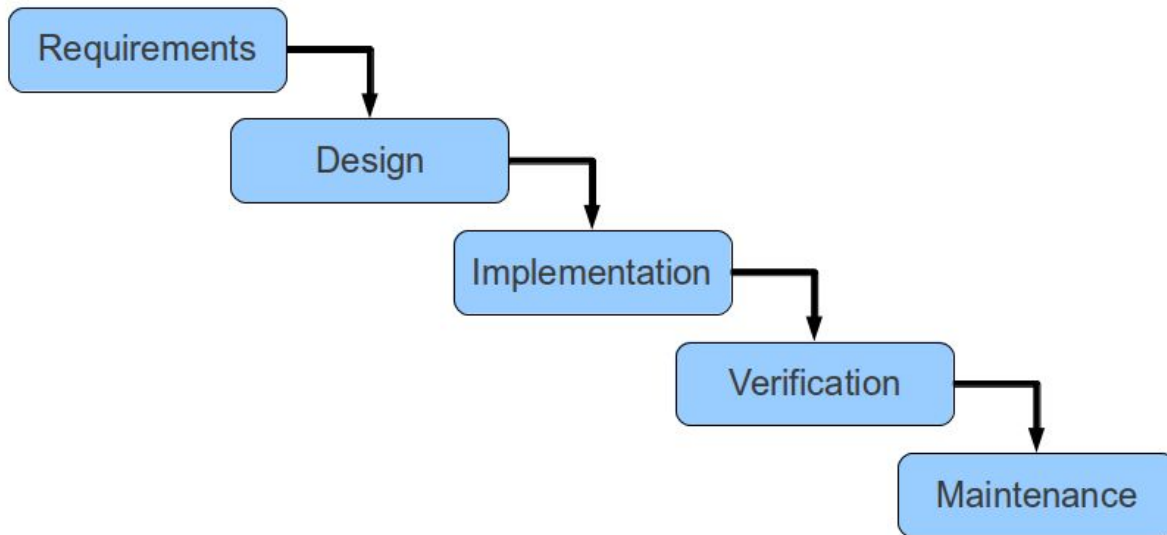 Requirements
Design
Implementation
Verification
Maintenance